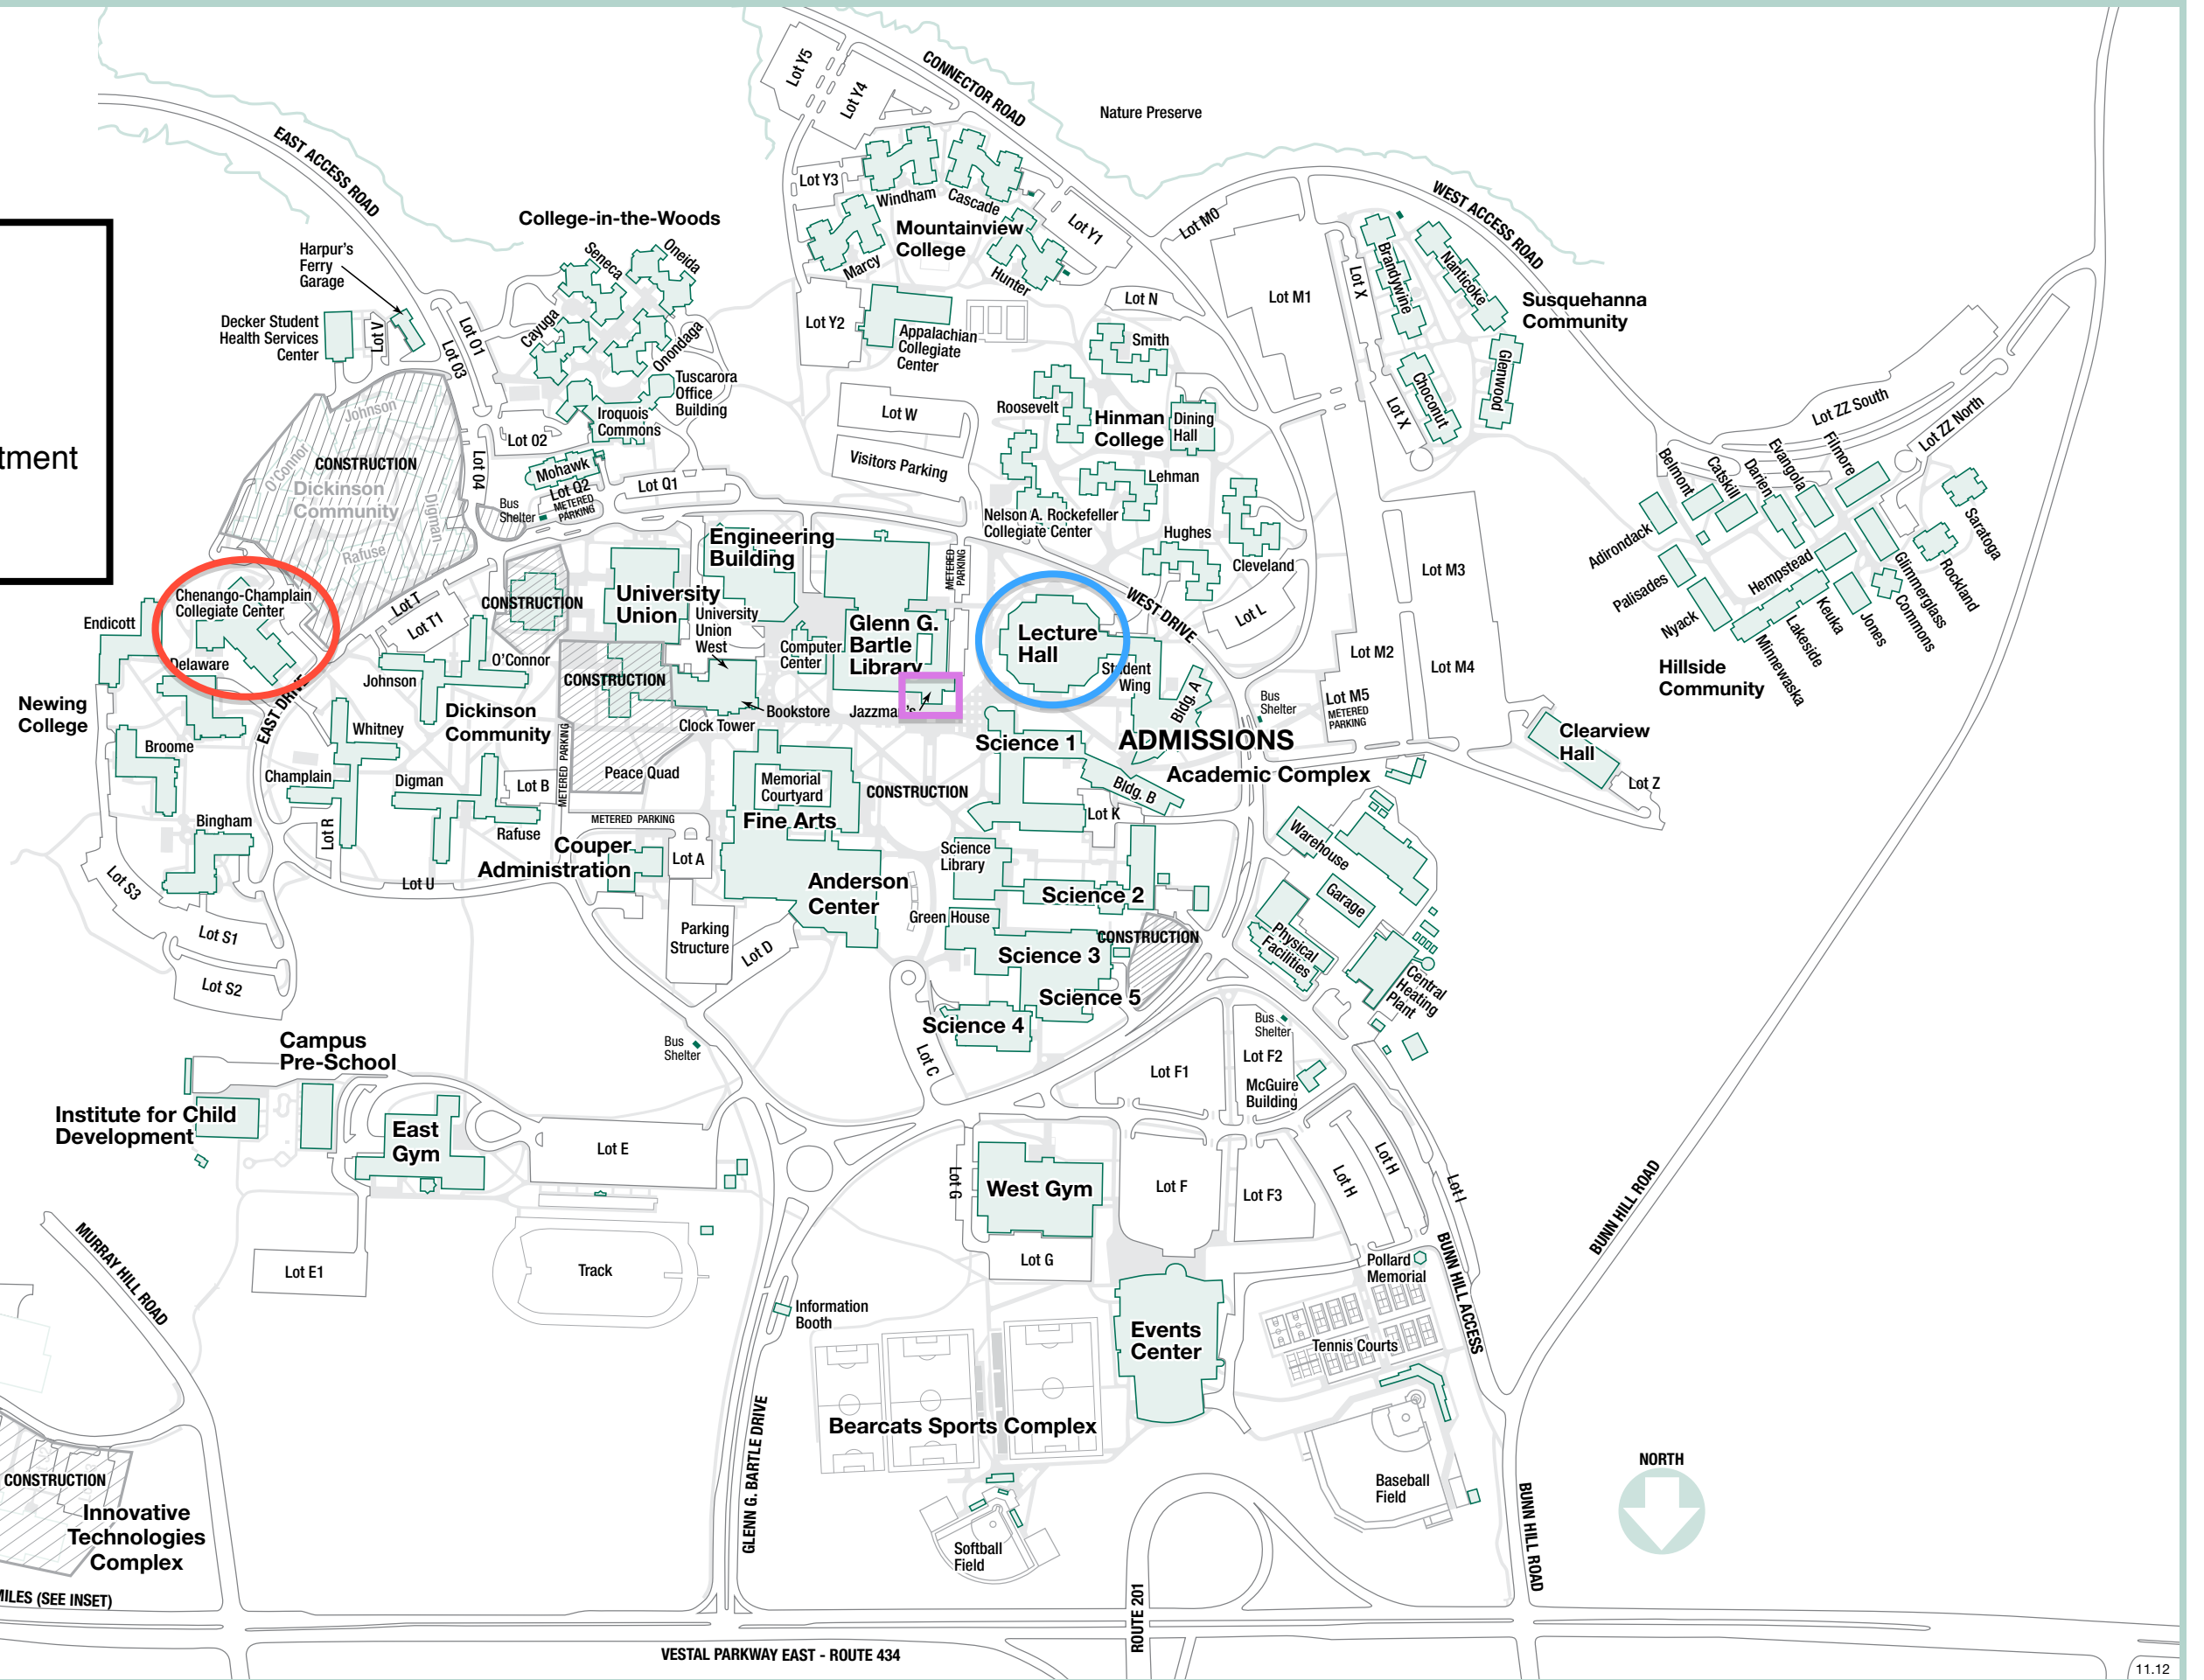 Lot Y5
Lot Y4
CONNECTOR ROAD
Nature Preserve
EAST ACCESS ROAD
Lot Y3
Windham
Cascade
Lot Y1
Lot M0
WEST ACCESS ROAD
College-in-the-Woods
Mountainview
College
Marcy
Hunter
Harpur's
Ferry
Garage
Seneca
Oneida
Cayuga
Onondaga
Lot N
Lot M1
Lot X
Brandywine
Nanticoke
Susquehanna
Community
Decker Student
Health Services
Center
Lot V
Lot 01
Lot 03
Lot Y2
Appalachian
Collegiate
Center
Smith
Glenwood
Choconut
Lot X
Tuscarora
Office
Building
Iroquois
Commons
Lot W
Roosevelt
Hinman
College
Dining
Hall
Lot ZZ South
Lot ZZ North
Johnson
O'Connor
CONSTRUCTION
Dickinson
Community
Digman
Rafuse
tment
Lot 02
Lot 04
Mohawk
Lot Q2
METERED
PARKING
Lot Q1
Bus
Shelter
Visitors Parking
Lehman
Nelson A. Rockefeller
Collegiate Center
Hughes
Cleveland
Belmont
Catskill
Darien
Evangola
Filmore
Saratoga
Adirondack
Palisades
Nyack
Hempstead
Glimmerglass
Rockland
Commons
Jones
Keuka
Lakeside
Minnewaska
Hillside
Community
Engineering
Building
METERED
PARKING
Lot M3
Chenango-Champlain
Collegiate Center
Endicott
Delaware
Lot T
Lot T1
CONSTRUCTION
University
Union
University
Union
West
Computer
Center
Glenn G.
Bartle
Library
Lecture
Hall
WEST DRIVE
Lot L
Student
Wing
Lot M2
Lot M4
O'Connor
Johnson
CONSTRUCTION
Bookstore
Clock Tower
Jazzman's
Bldg. A
Bus
Shelter
Lot M5
METERED
PARKING
Newing
College
EAST DRIVE
Whitney
Dickinson
Community
Broome
Champlain
Digman
Lot B
METERED PARKING
Peace Quad
Memorial
Courtyard
CONSTRUCTION
Science 1
ADMISSIONS
Academic Complex
Bldg. B
Clearview
Hall
Lot Z
Bingham
Lot R
Rafuse
METERED PARKING
Fine Arts
Lot K
Warehouse
Couper
Administration
Lot A
Science
Library
Lot S3
Lot U
Anderson
Center
Science 2
Garage
Lot S1
Parking
Structure
Lot D
Green House
CONSTRUCTION
Physical
Facilities
Science 3
Lot S2
Science 5
Central
Heating
Plant
Science 4
Campus
Pre-School
Bus
Shelter
Lot C
Bus
Shelter
Lot F2
Lot F1
McGuire
Building
Institute for Child
Development
East
Gym
Lot E
Lot G
West Gym
Lot F
Lot F3
Lot H
Lot H
Lot I
MURRAY HILL ROAD
Lot E1
Track
Lot G
Pollard
Memorial
BUNN HILL ACCESS
BUNN HILL ROAD
Information
Booth
Events
Center
Tennis Courts
Bearcats Sports Complex
GLENN G. BARTLE DRIVE
Baseball
Field
NORTH
CONSTRUCTION
Innovative
Technologies
Complex
Softball
Field
BUNN HILL ROAD
MILES (SEE INSET)
ROUTE 201
VESTAL PARKWAY EAST - ROUTE 434
11.12